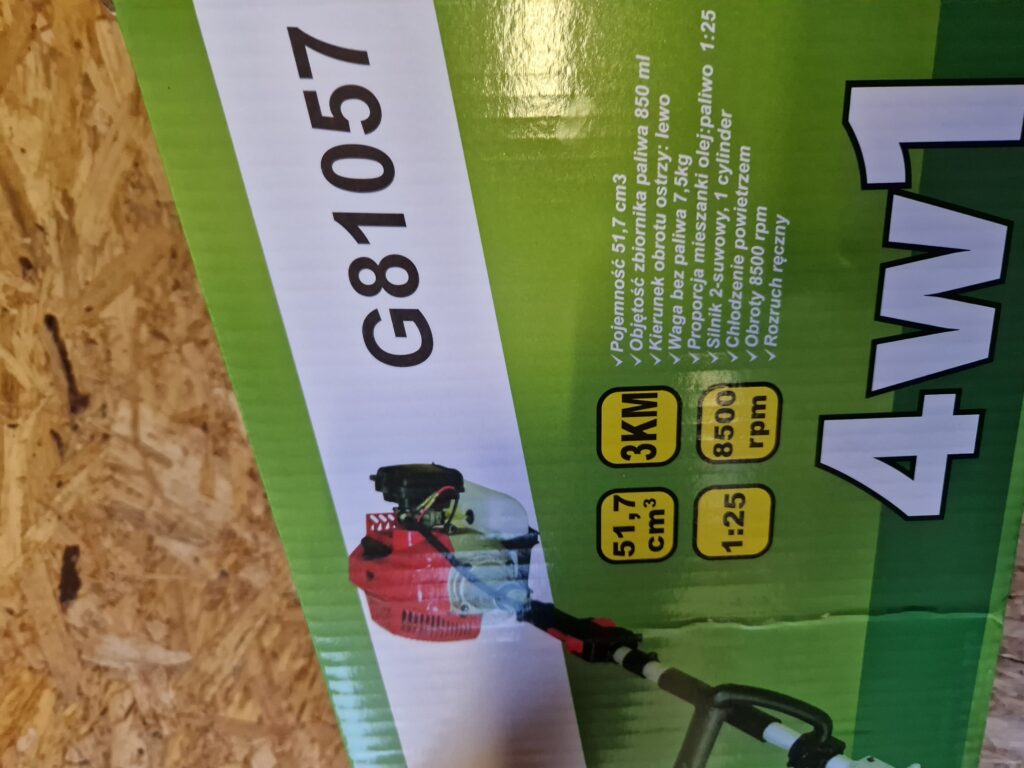 G81057
✓Pojemność 51,7 cm3
✓Objętość zbiornika paliwa 850 ml
✓Kierunek obrotu ostrzy: lewo
✓Waga bez paliwa 7,5kg
✓Proporcja mieszanki olej:paliwo 1:25
✓Silnik 2-suwowy, 1 cylinder
✓Chłodzenie powietrzem
✓Obroty 8500 rpm
✓Rozruch ręczny
51,7
cm³
3KM
1:25
8500
rpm
4w1